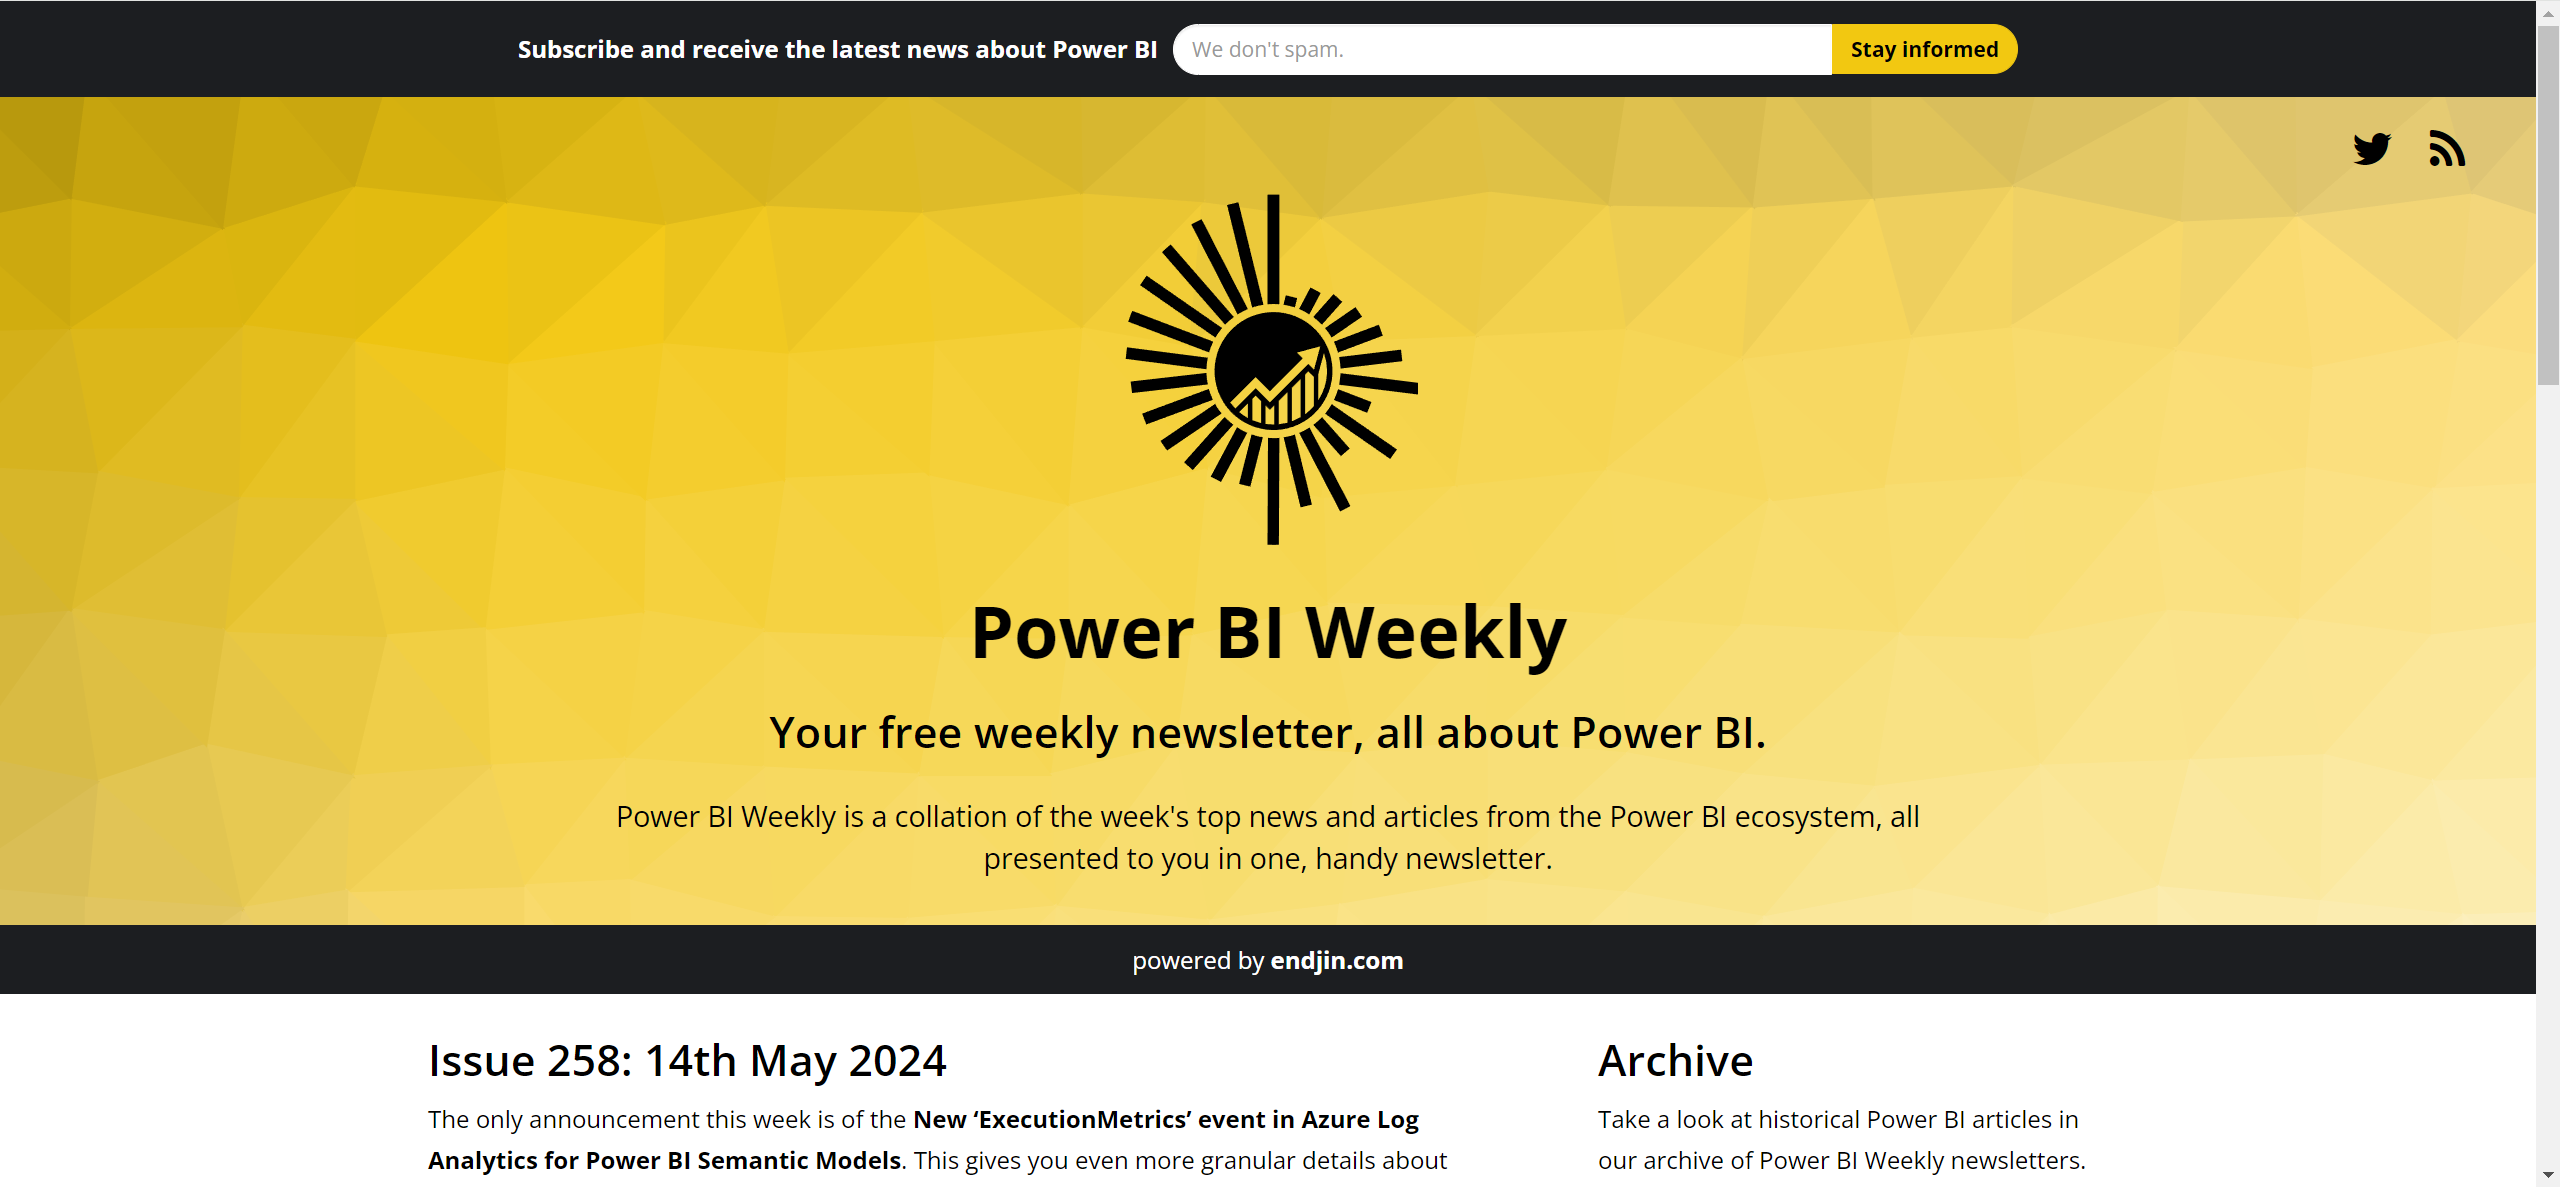 Subscribe and receive the latest news about Power BI
We don't spam.
Stay informed
Power BI Weekly
Your free weekly newsletter, all about Power BI.
Power BI Weekly is a collation of the week's top news and articles from the Power BI ecosystem, all
presented to you in one, handy newsletter.
powered by endjin.com
Issue 258: 14th May 2024
The only announcement this week is of the New ‘ExecutionMetrics’ event in Azure Log
Analytics for Power BI Semantic Models. This gives you even more granular details about
Archive
Take a look at historical Power BI articles in
our archive of Power BI Weekly newsletters.